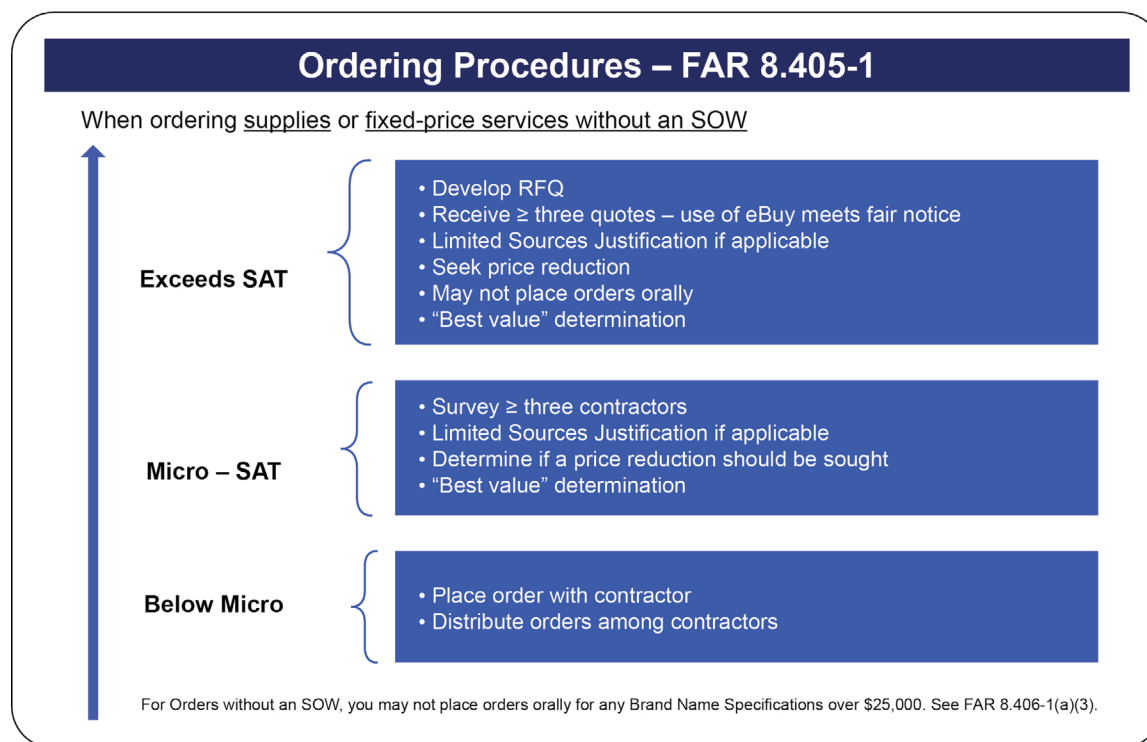 Ordering Procedures – FAR 8.405-1
When ordering supplies or fixed-price services without an SOW
Exceeds SAT
• Develop RFQ
• Receive ≥ three quotes – use of eBuy meets fair notice
• Limited Sources Justification if applicable
• Seek price reduction
• May not place orders orally
• “Best value” determination
Micro – SAT
• Survey ≥ three contractors
• Limited Sources Justification if applicable
• Determine if a price reduction should be sought
• “Best value” determination
Below Micro
• Place order with contractor
• Distribute orders among contractors
For Orders without an SOW, you may not place orders orally for any Brand Name Specifications over $25,000. See FAR 8.406-1(a)(3).